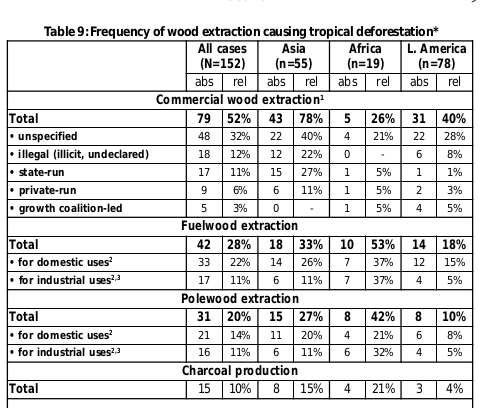 Table 9: Frequency of wood extraction causing tropical deforestation*
All cases (N=152) Asia (n=55) Africa (n=19) L. America (n=78)
abs rel abs rel abs rel abs rel
Commercial wood extraction¹
Total 79 52% 43 78% 5 26% 31 40%
• unspecified 48 32% 22 40% 4 21% 22 28%
• illegal (illicit, undeclared) 18 12% 12 22% 0 - 6 8%
• state-run 17 11% 15 27% 1 5% 1 1%
• private-run 9 6% 6 11% 1 5% 2 3%
• growth coalition-led 5 3% 0 - 1 5% 4 5%
Fuelwood extraction
Total 42 28% 18 33% 10 53% 14 18%
• for domestic uses² 33 22% 14 26% 7 37% 12 15%
• for industrial uses²,³ 17 11% 6 11% 7 37% 4 5%
Polewood extraction
Total 31 20% 15 27% 8 42% 8 10%
• for domestic uses² 21 14% 11 20% 4 21% 6 8%
• for industrial uses²,³ 16 11% 6 11% 6 32% 4 5%
Charcoal production
Total 15 10% 8 15% 4 21% 3 4%